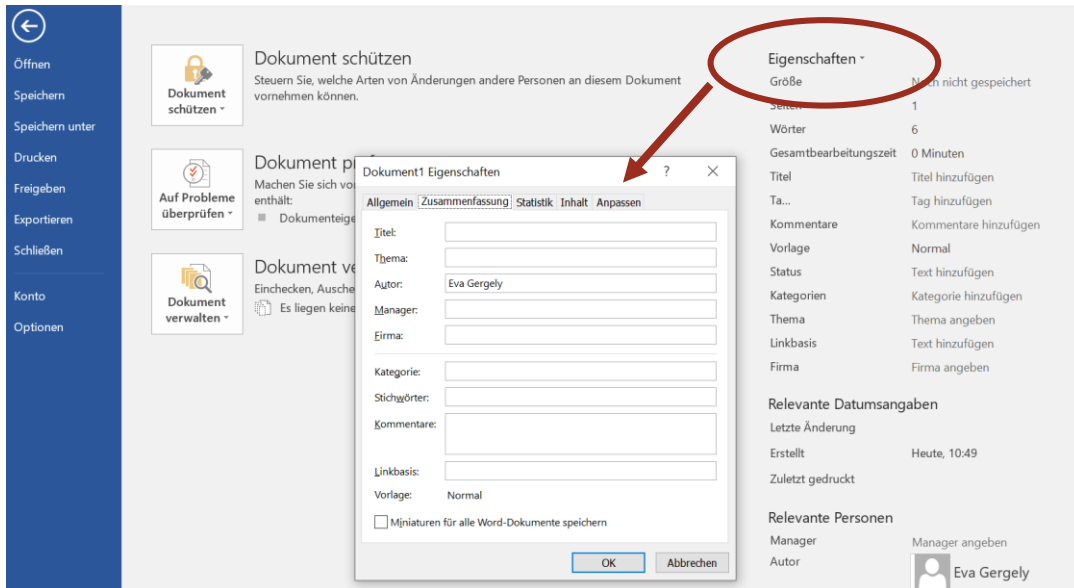 Öffnen
Speichern
Speichern unter
Drucken
Freigeben
Exportieren
Schließen
Konto
Optionen
Dokument
schützen
Dokument schützen
Steuern Sie, welche Arten von Änderungen andere Personen an diesem Dokument
vornehmen können.
Auf Probleme
überprüfen
Dokument
Machen Sie sich
enthält:
Dokument
verwalten
Dokument
Einchecken,
Es liegen
Dokument1 Eigenschaften
?
Allgemein Zusammenfassung Statistik Inhalt Anpassen
Titel:
Thema:
Autor: Eva Gergely
Manager:
Firma:
Kategorie:
Stichwörter:
Kommentare:
Linkbasis:
Vorlage: Normal
Miniaturen für alle Word-Dokumente speichern
OK Abbrechen
Eigenschaften
Größe Noch nicht gespeichert
Seiten 1
Wörter 6
Gesamtbearbeitungszeit 0 Minuten
Titel Titel hinzufügen
Ta... Tag hinzufügen
Kommentare Kommentare hinzufügen
Vorlage Normal
Status Text hinzufügen
Kategorien Kategorie hinzufügen
Thema Thema angeben
Linkbasis Text hinzufügen
Firma Firma angeben
Relevante Datumsangaben
Letzte Änderung
Erstellt Heute, 10:49
Zuletzt gedruckt
Relevante Personen
Manager Manager angeben
Autor Eva Gergely